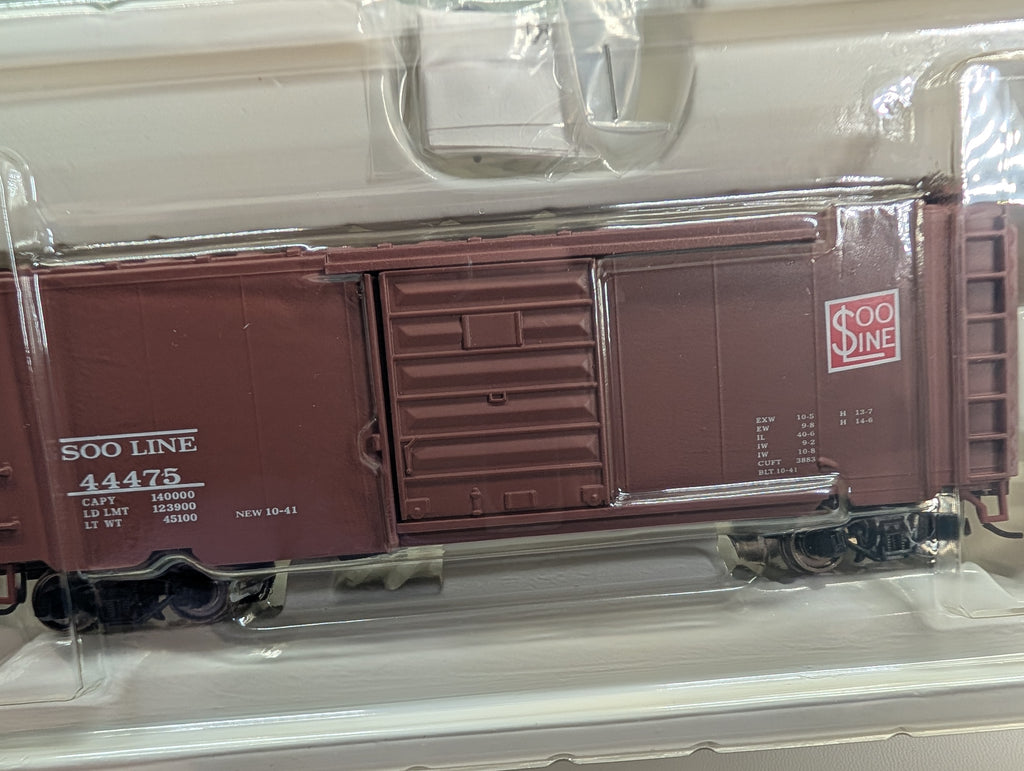 SOO LINE
44475
CAPY 140000
LD LMT 123900
LT WT 45100
NEW 10-41
SOO
LINE
EXW 10-5 H 13-7
EW 9-8 H 14-6
IL 40-6
IW 9-2
IW 10-8
CUFT 3883
BLT. 10-41